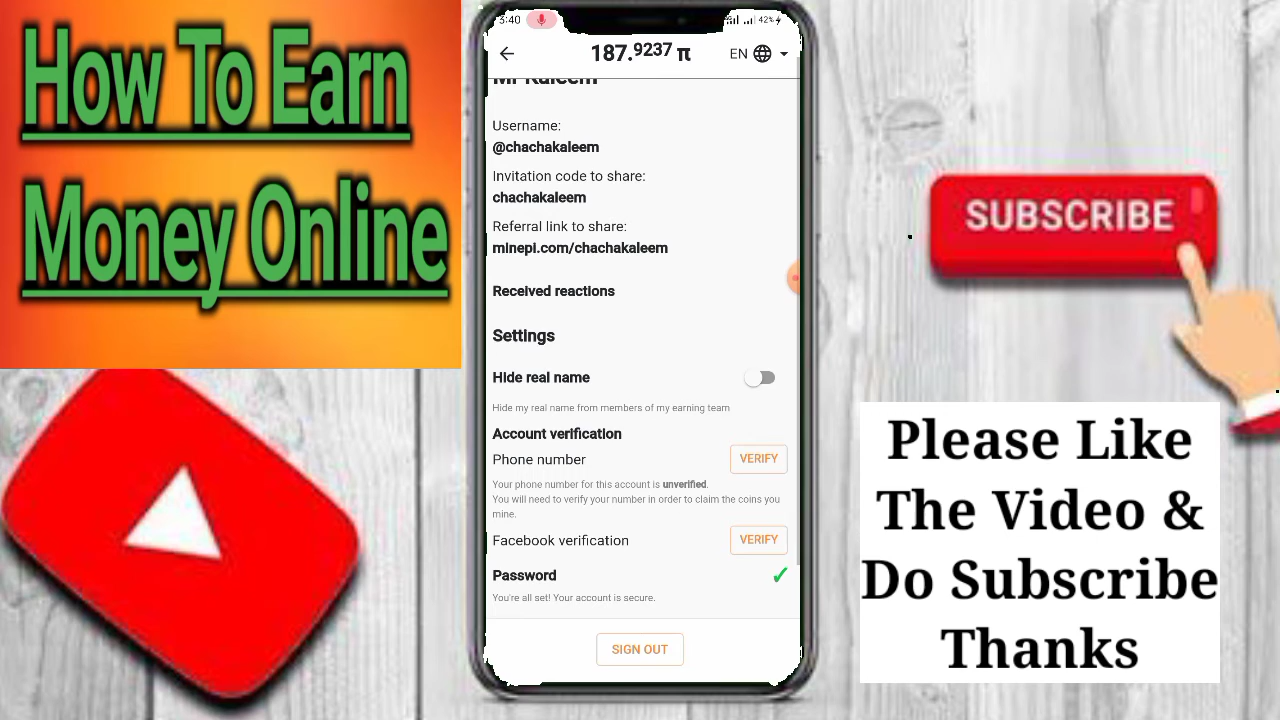 How To Earn
Money Online
3:40
42%
187.9237 π
EN
Mr Kaleem
Username:
@chachakaleem
Invitation code to share:
chachakaleem
Referral link to share:
minepi.com/chachakaleem
Received reactions
Settings
Hide real name
Hide my real name from members of my earning team
Account verification
Phone number
VERIFY
Your phone number for this account is unverified.
You will need to verify your number in order to claim the coins you
mine.
Facebook verification
VERIFY
Password
You're all set! Your account is secure.
SIGN OUT
SUBSCRIBE
Please Like
The Video &
Do Subscribe
Thanks